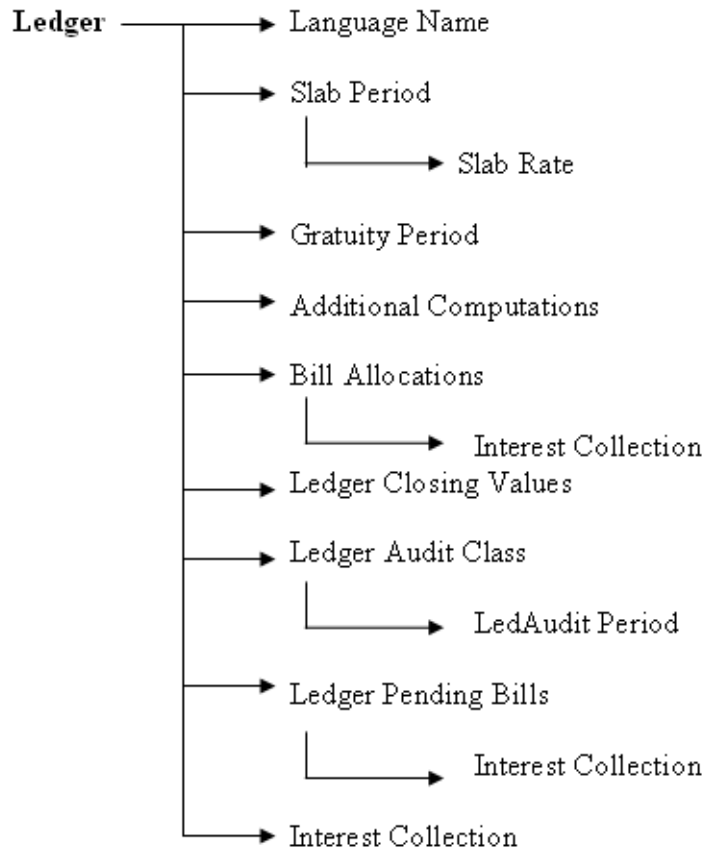 Ledger
Language Name
Slab Period
Slab Rate
Gratuity Period
Additional Computations
Bill Allocations
Interest Collection
Ledger Closing Values
Ledger Audit Class
LedAudit Period
Ledger Pending Bills
Interest Collection
Interest Collection